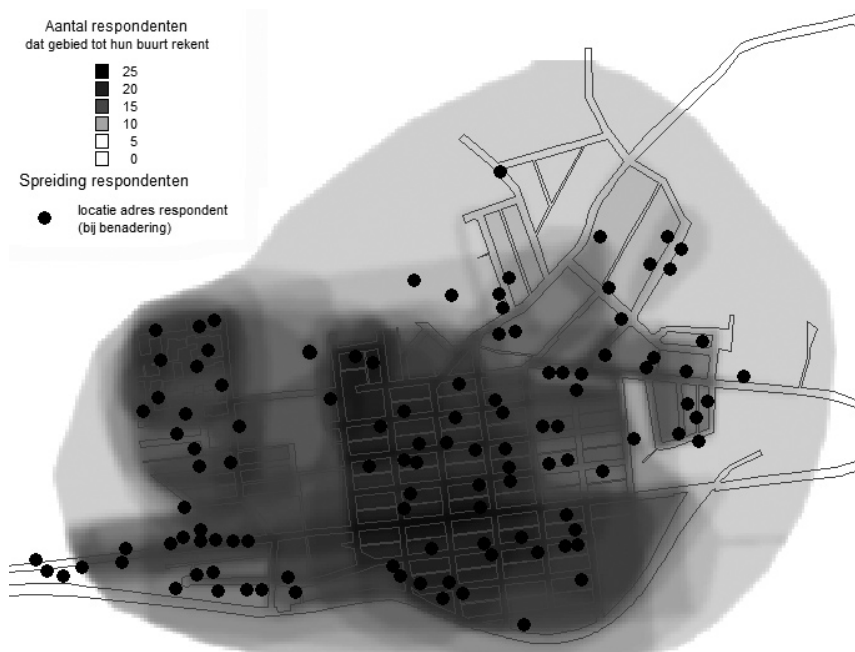 Aantal respondenten
dat gebied tot hun buurt rekent
25
20
15
10
5
0
Spreiding respondenten
locatie adres respondent
(bij benadering)